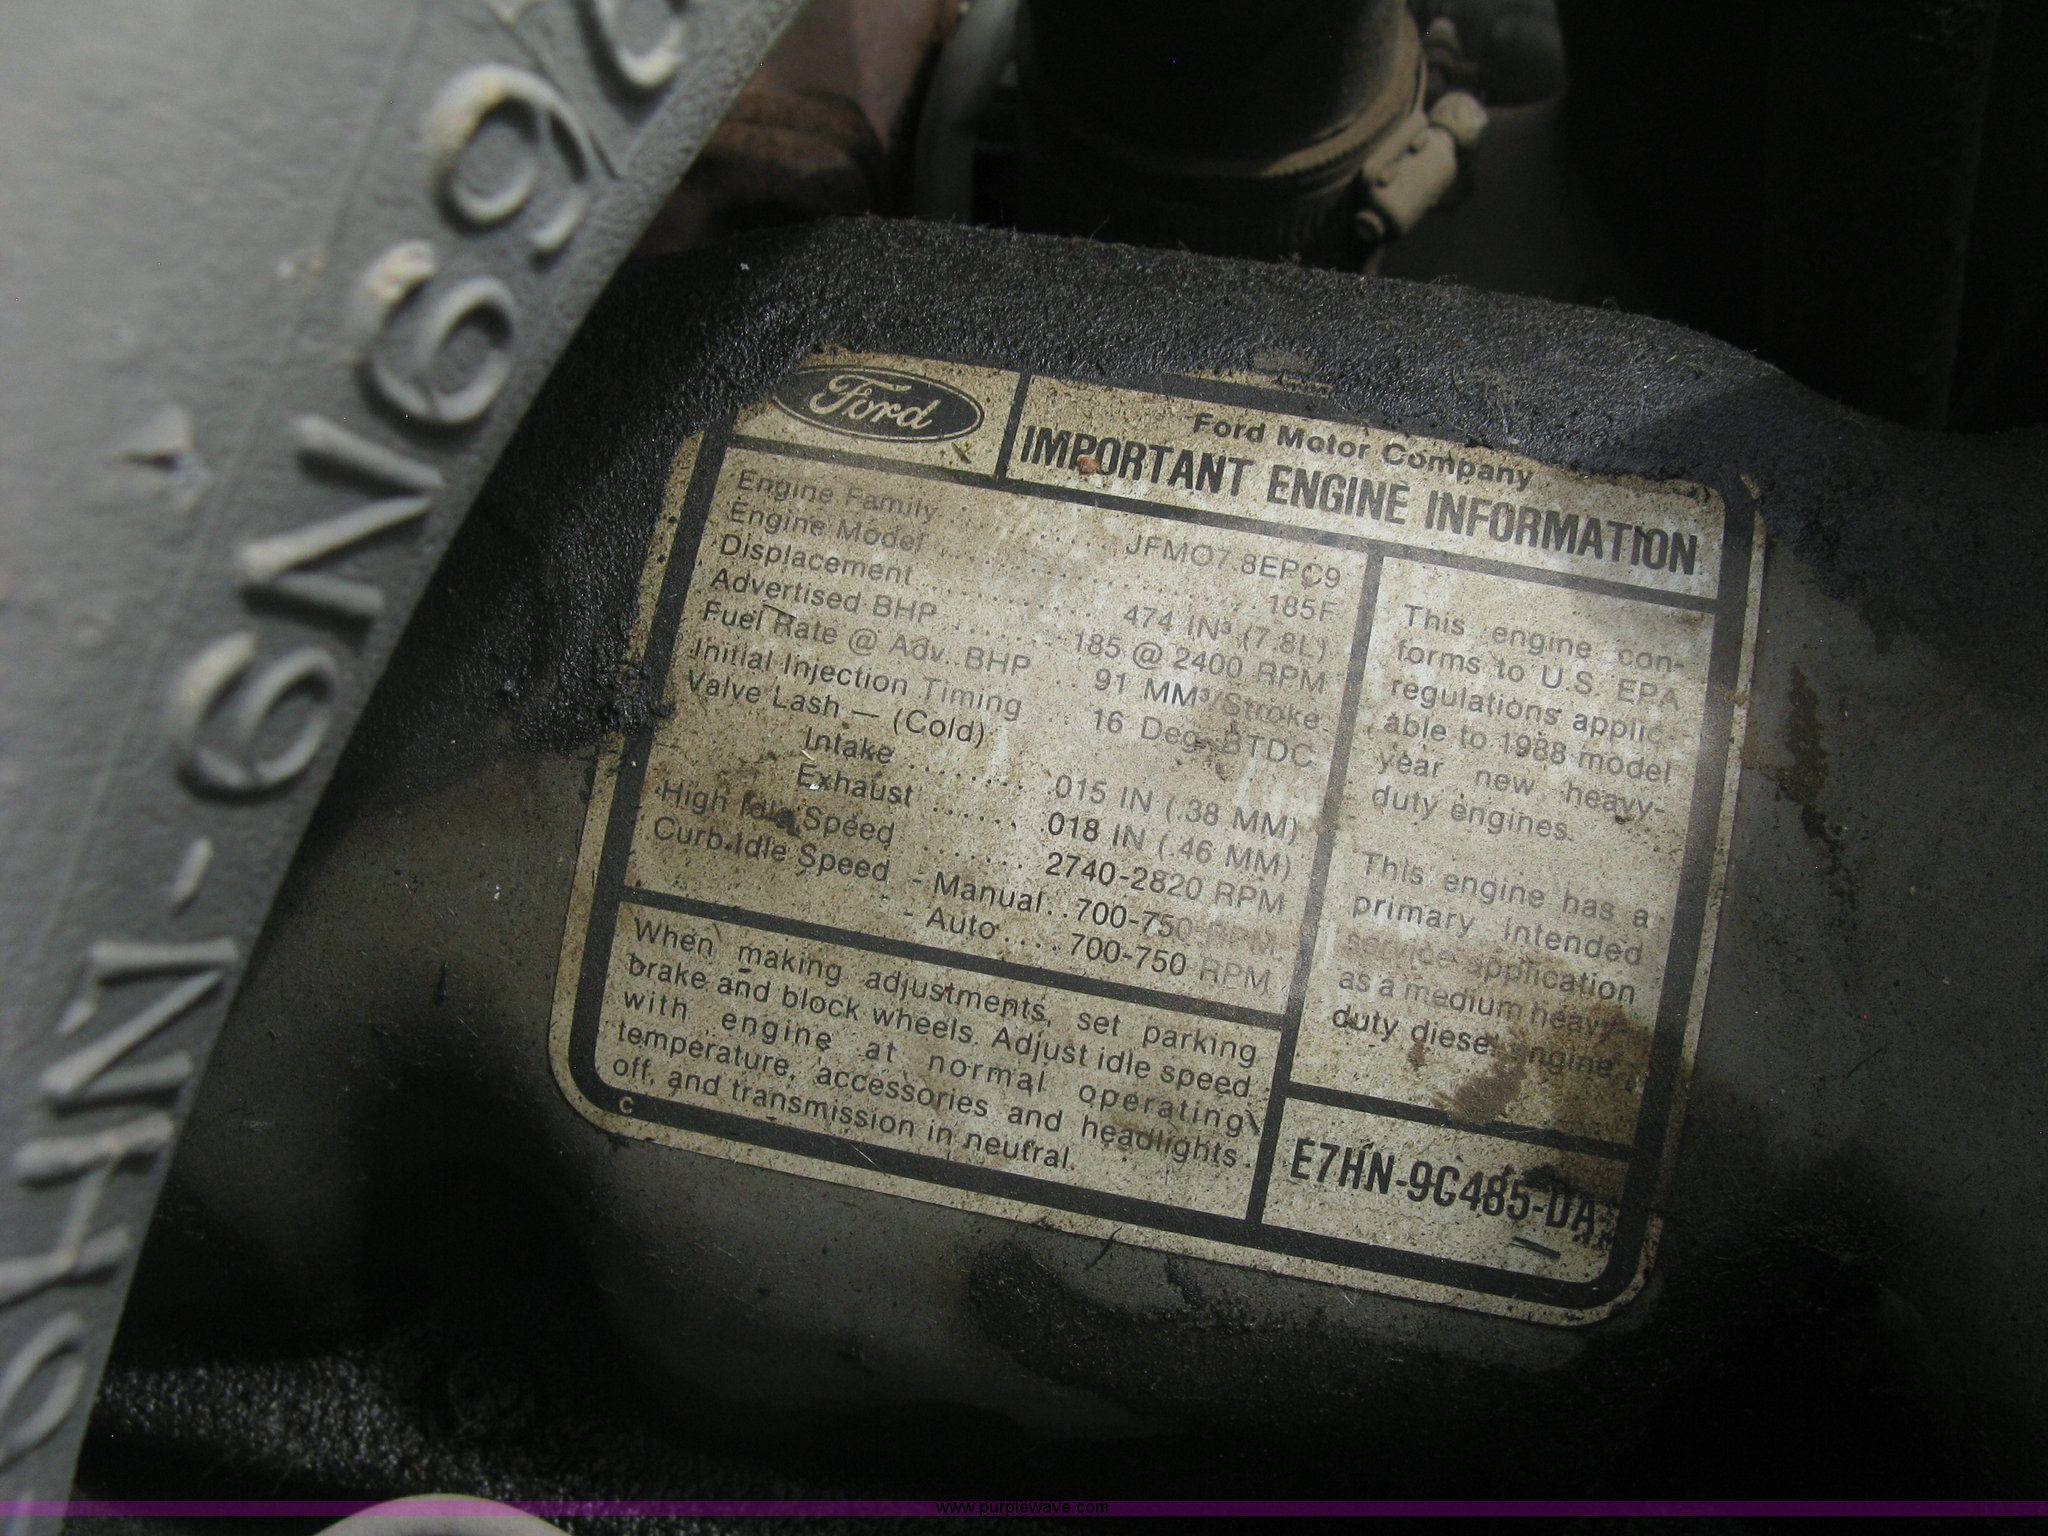 Ford
Ford Motor Company
IMPORTANT ENGINE INFORMATION
Engine Family ........ JFMO7.8EPC9
Engine Model ........ 185F
Displacement ........ 474 IN³ (7.8L)
Advertised BHP ........ 185 @ 2400 RPM
Fuel Rate @ Adv. BHP .. 91 MM³/Stroke
Initial Injection Timing .. 16 Deg. BTDC
Valve Lash — (Cold)
Intake ........ .015 IN (.38 MM)
Exhaust ........ .018 IN (.46 MM)
High Idle Speed ........ 2740-2820 RPM
Curb Idle Speed - Manual .. 700-750 RPM
- Auto .... 700-750 RPM
When making adjustments, set parking
brake and block wheels. Adjust idle speed
with engine at normal operating
temperature, accessories and headlights
off, and transmission in neutral.
C
This engine con-
forms to U.S. EPA
regulations applic-
able to 1988 model
year new heavy-
duty engines.
This engine has a
primary intended
service application
as a medium heavy-
duty diesel engine.
E7HN-9C485-DA
www.purplewave.com